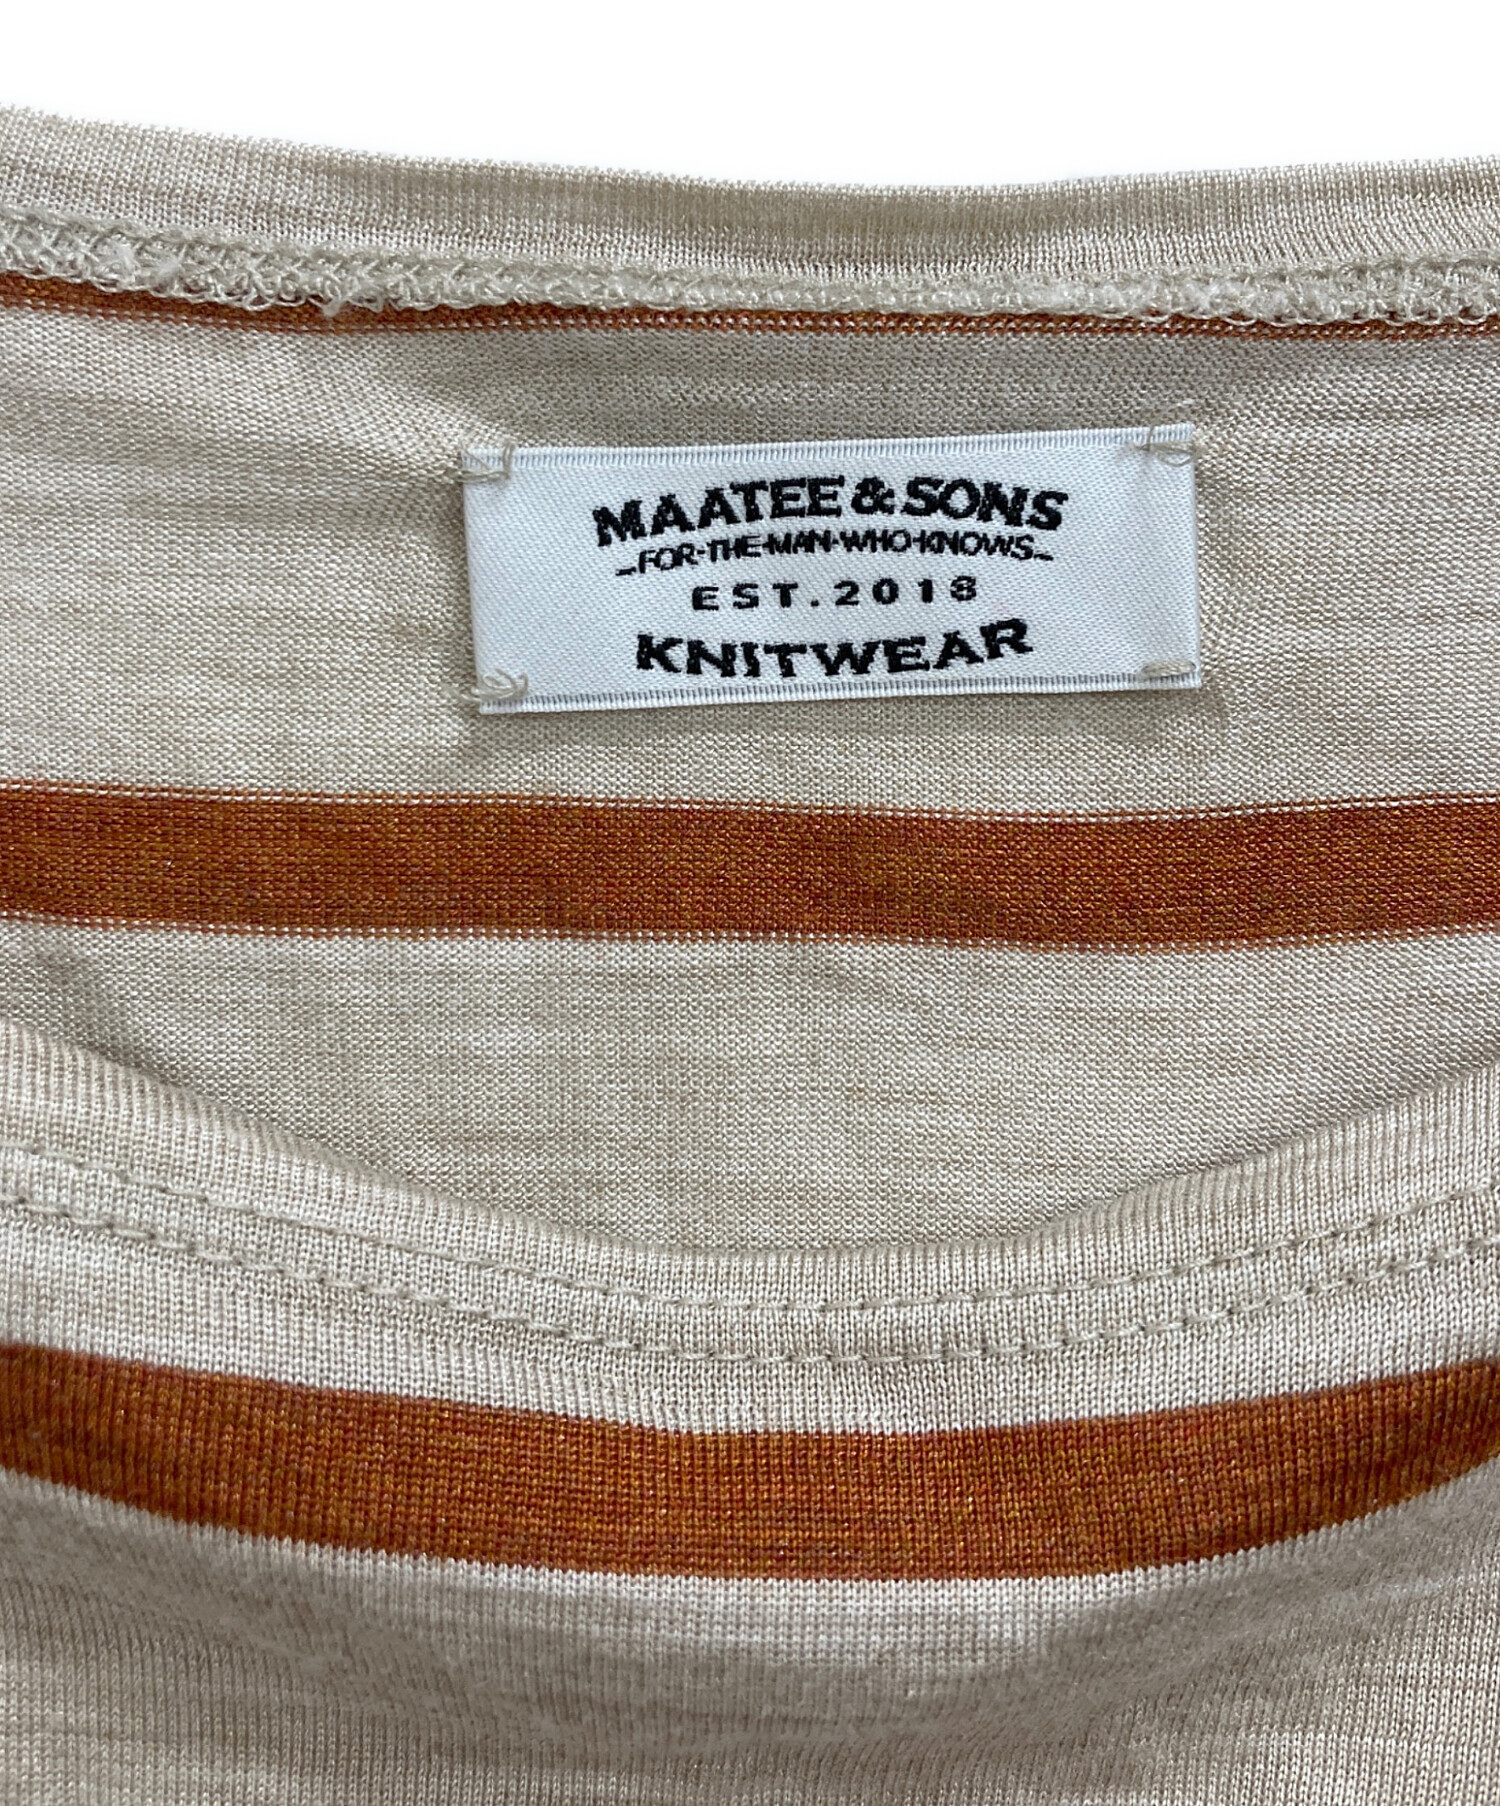 MAATEE & SONS
-FOR-THE-MAN-WHO-KNOWS-
EST.2018
KNITWEAR